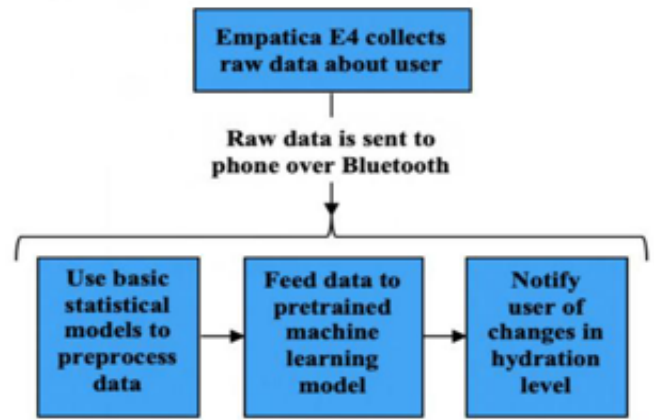 Empatica E4 collects
raw data about user
Raw data is sent to
phone over Bluetooth
Use basic
statistical
models to
preprocess
data
Feed data to
pretrained
machine
learning
model
Notify
user of
changes in
hydration
level